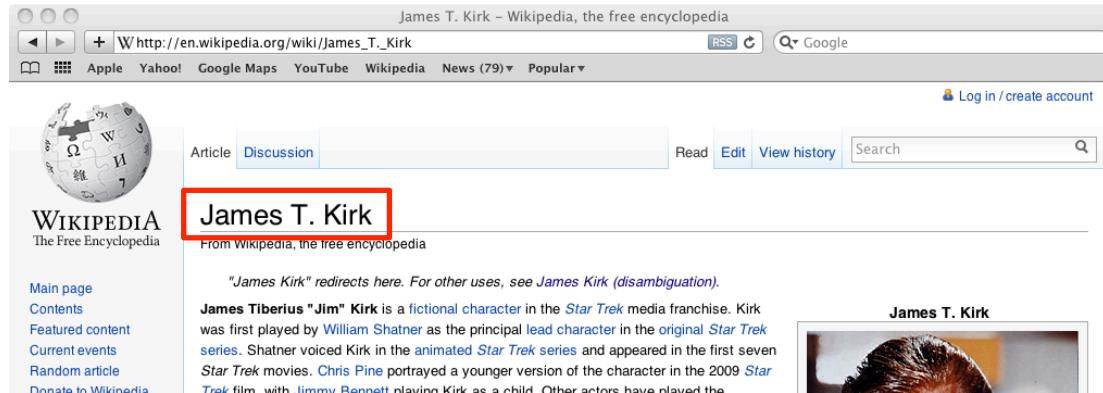 James T. Kirk – Wikipedia, the free encyclopedia
W http://en.wikipedia.org/wiki/James_T._Kirk RSS Google
Apple Yahoo! Google Maps YouTube Wikipedia News (79) Popular
Log in / create account
Article Discussion Read Edit View history Search
WIKIPEDIA
The Free Encyclopedia
James T. Kirk
From Wikipedia, the free encyclopedia
"James Kirk" redirects here. For other uses, see James Kirk (disambiguation).
Main page
Contents
Featured content
Current events
Random article
Donate to Wikipedia
James Tiberius "Jim" Kirk is a fictional character in the Star Trek media franchise. Kirk
was first played by William Shatner as the principal lead character in the original Star Trek
series. Shatner voiced Kirk in the animated Star Trek series and appeared in the first seven
Star Trek movies. Chris Pine portrayed a younger version of the character in the 2009 Star
Trek film, with Jimmy Bennett playing Kirk as a child. Other actors have played the
James T. Kirk